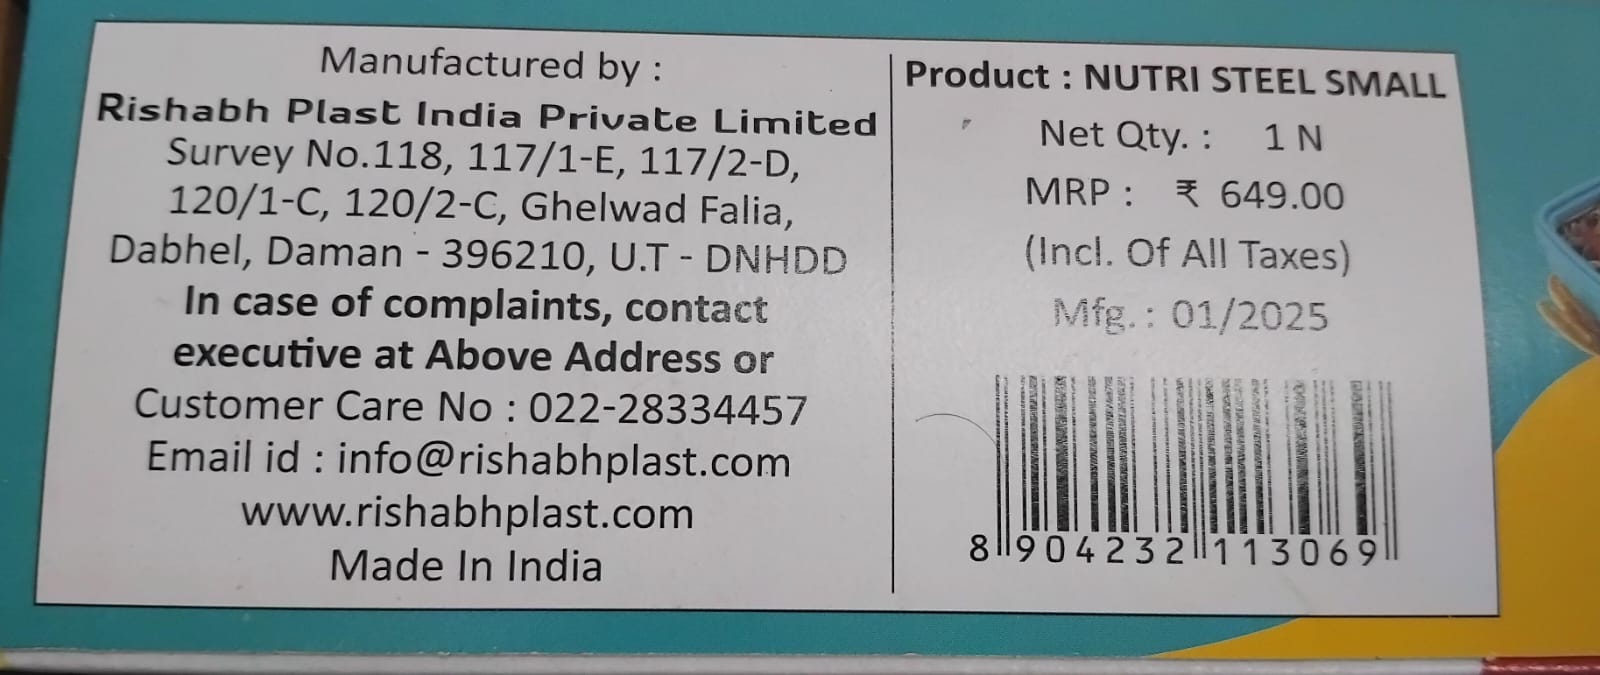 Manufactured by :
Rishabh Plast India Private Limited
Survey No.118, 117/1-E, 117/2-D,
120/1-C, 120/2-C, Ghelwad Falia,
Dabhel, Daman - 396210, U.T - DNHDD
In case of complaints, contact
executive at Above Address or
Customer Care No : 022-28334457
Email id : info@rishabhplast.com
www.rishabhplast.com
Made In India
Product : NUTRI STEEL SMALL
Net Qty. : 1 N
MRP : ₹ 649.00
(Incl. Of All Taxes)
Mfg. : 01/2025
8 904232 113069